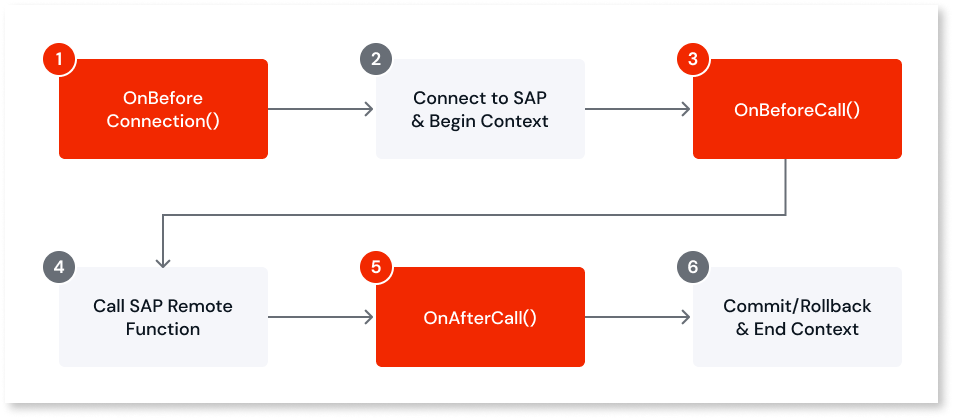 1
OnBefore
Connection()
2
Connect to SAP
& Begin Context
3
OnBeforeCall()
4
Call SAP Remote
Function
5
OnAfterCall()
6
Commit/Rollback
& End Context